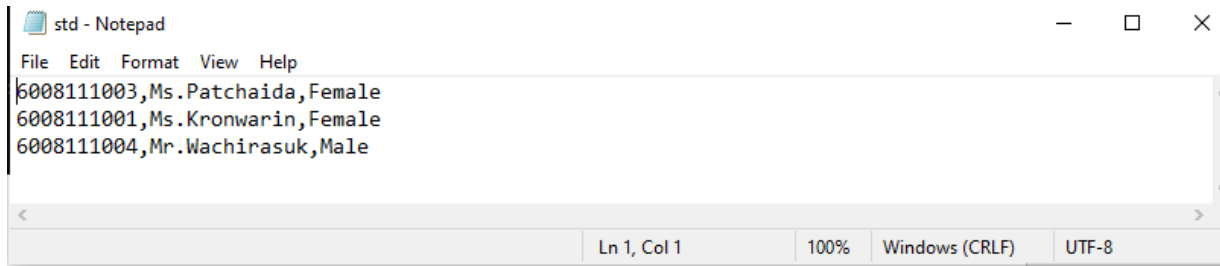 std - Notepad
File Edit Format View Help
6008111003,Ms.Patchaida,Female
6008111001,Ms.Kronwarin,Female
6008111004,Mr.Wachirasuk,Male
Ln 1, Col 1 100% Windows (CRLF) UTF-8